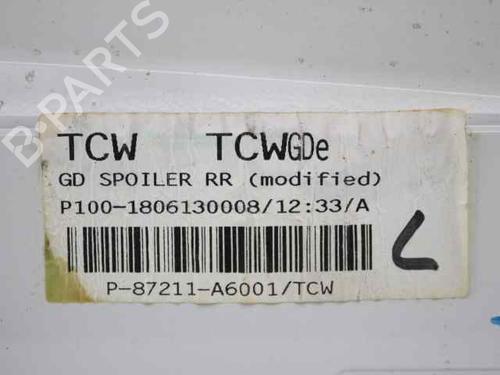 B-PARTS
TCW TCWGDe
GD SPOILER RR (modified)
P100-1806130008/12:33/A
P-87211-A6001/TCW